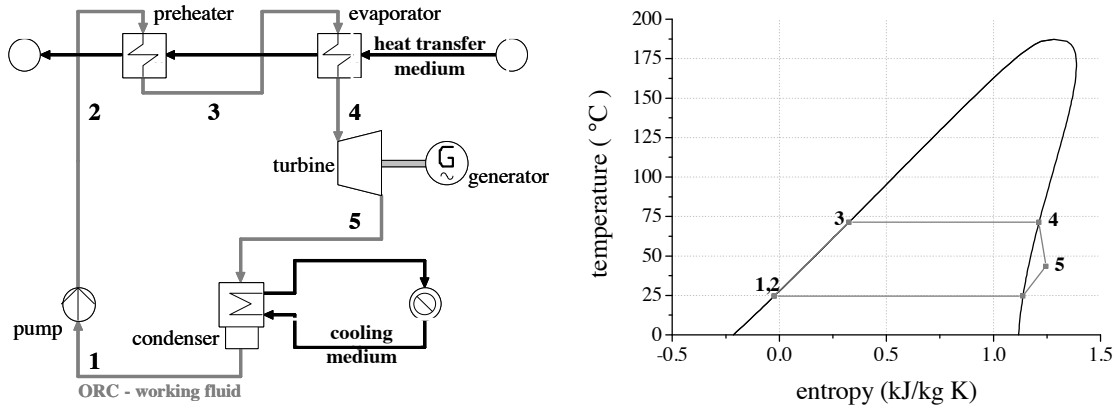 preheater
evaporator
heat transfer
medium
2
3
4
turbine
G
~
generator
5
pump
condenser
cooling
medium
1
ORC - working fluid
temperature ( °C )
200
175
150
125
100
75
50
25
0
3
4
5
1,2
-0.5
0.0
0.5
1.0
1.5
entropy (kJ/kg K)